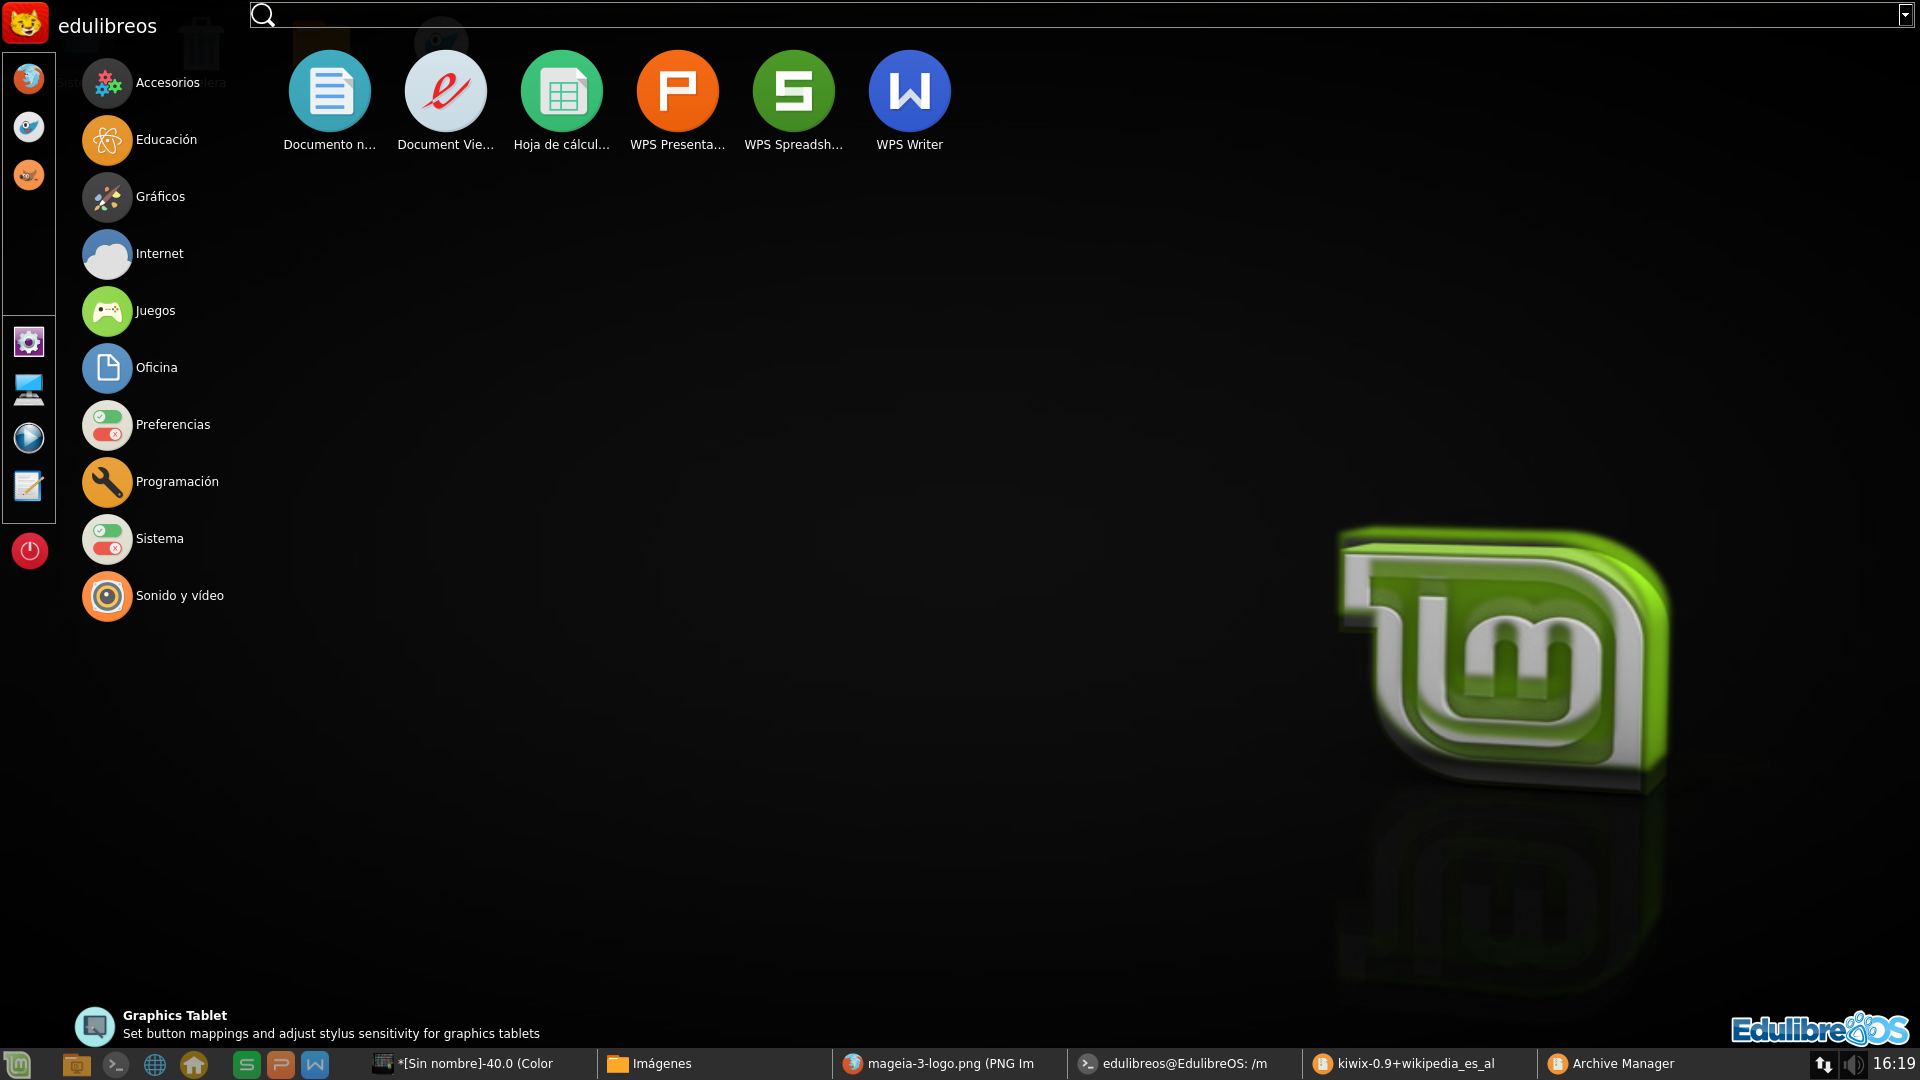 edulibreos
Accesorios
Educación
Gráficos
Internet
Juegos
Oficina
Preferencias
Programación
Sistema
Sonido y vídeo
Documento n...
Document Vie...
Hoja de cálcul...
WPS Presenta...
WPS Spreadsh...
WPS Writer
Graphics Tablet
Set button mappings and adjust stylus sensitivity for graphics tablets
EdulibreOS
*[Sin nombre]-40.0 (Color
Imágenes
mageia-3-logo.png (PNG Im
edulibreos@EdulibreOS: /m
kiwix-0.9+wikipedia_es_al
Archive Manager
16:19